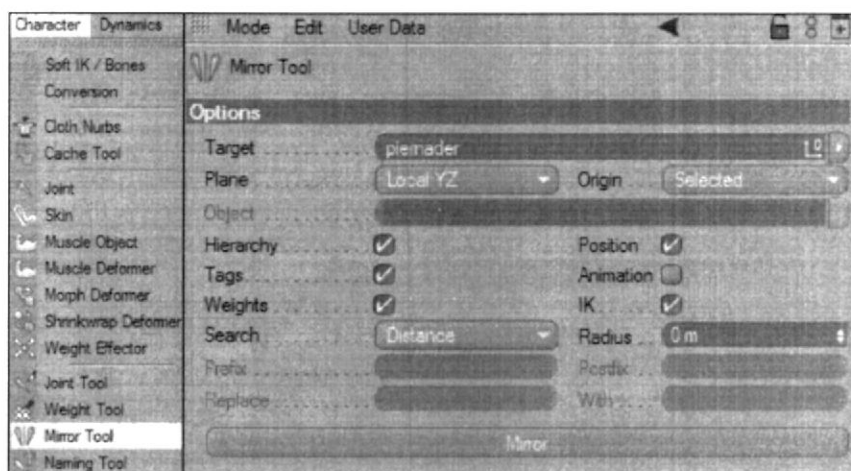 Character Dynamics
Soft IK / Bones
Conversion
Cloth Nurbs
Cache Tool
Joint
Skin
Muscle Object
Muscle Deformer
Morph Deformer
Shrinkwrap Deformer
Weight Effector
Joint Tool
Weight Tool
Mirror Tool
Naming Tool
Mode Edit User Data
Mirror Tool
Options
Target piernader
Plane Local YZ Origin Selected
Object
Hierarchy Position
Tags Animation
Weights IK
Search Distance Radius 0 m
Prefix Postfix
Replace With
Mirror